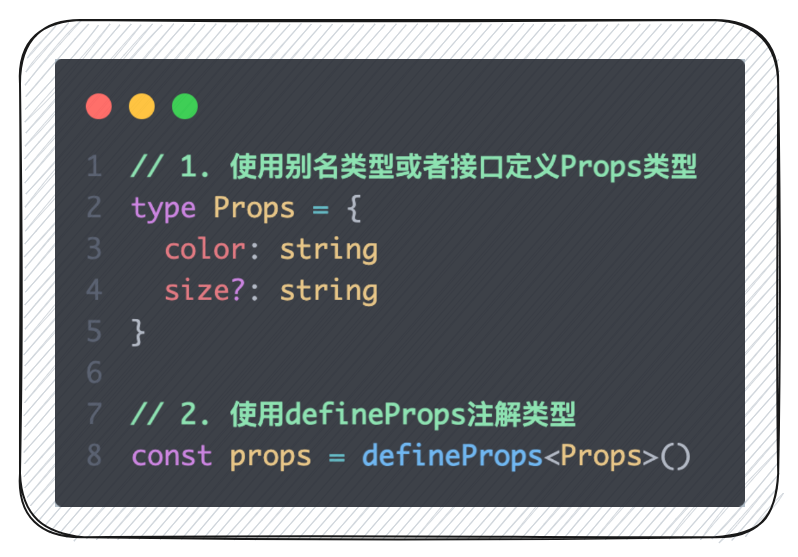 1 // 1. 使用别名类型或者接口定义Props类型
2 type Props = {
3   color: string
4   size?: string
5 }
6
7 // 2. 使用defineProps注解类型
8 const props = defineProps<Props>()